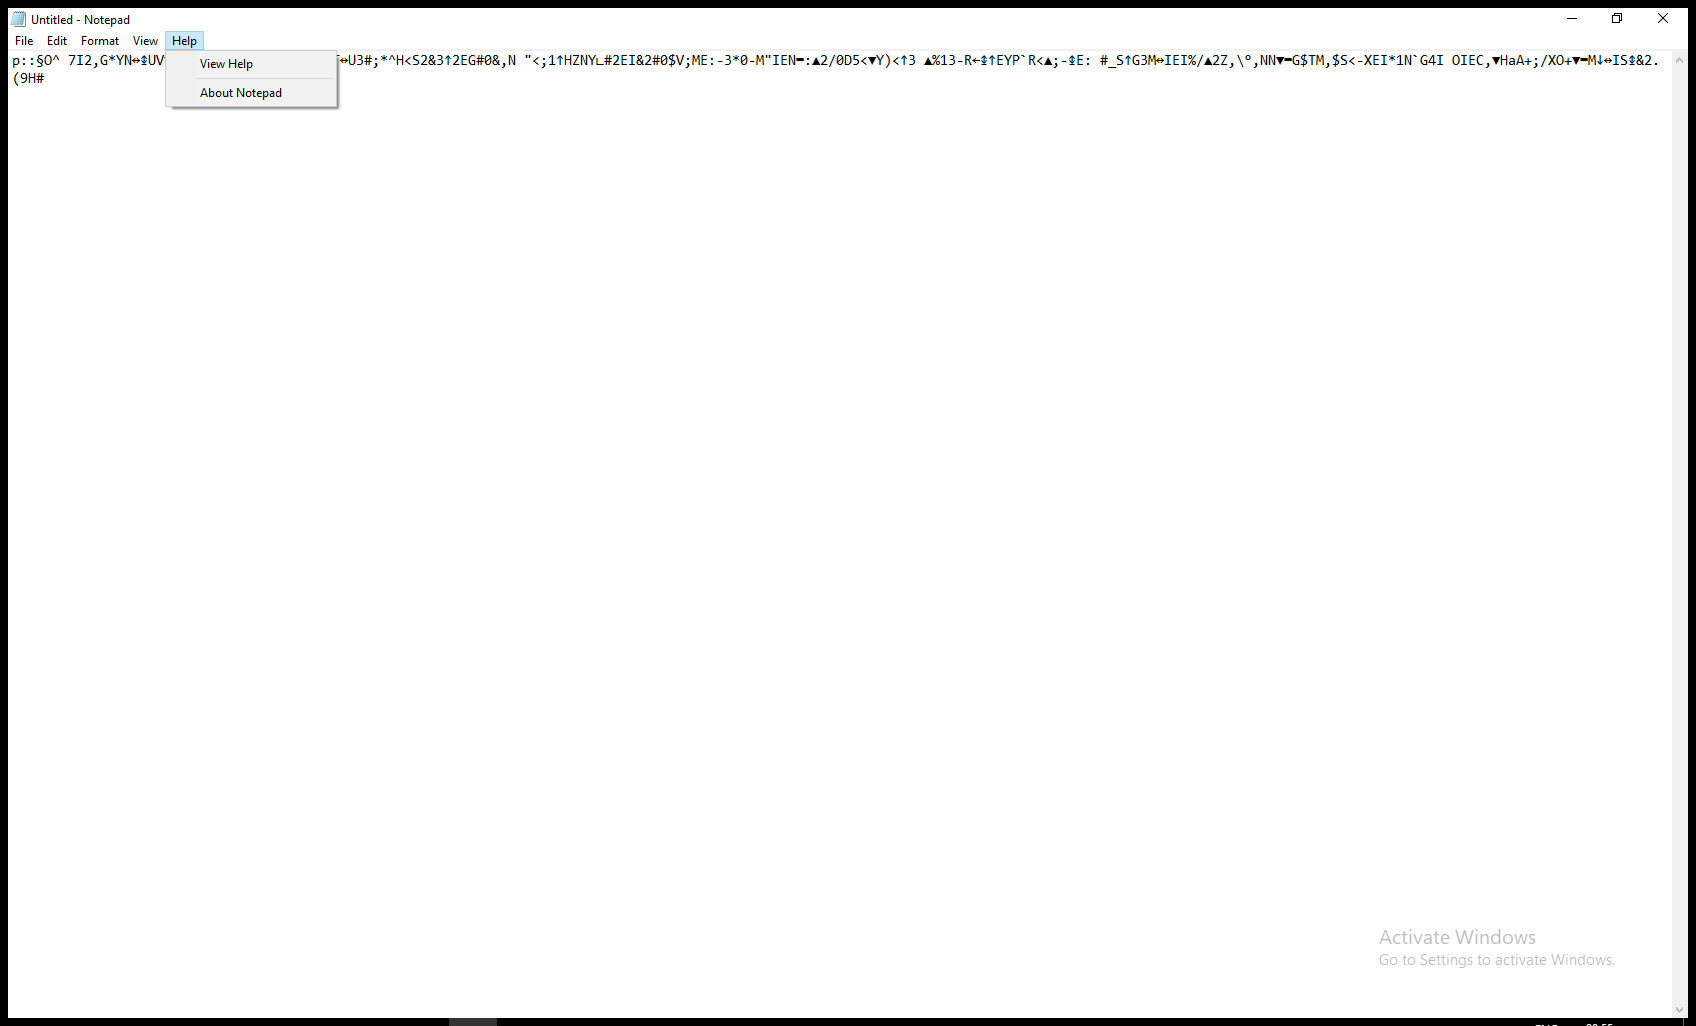 Untitled - Notepad
File Edit Format View Help
p::§O^ 7I2,G*YN↔↨UV
↔U3#;*^H<S2&3↑2EG#0&,N "<;1↑HZNY∟#2EI&2#0$V;ME:-3*0-M"IEN▬:▲2/0D5<▼Y)<↑3 ▲%13-R←↨↑EYP`R<▲;-↨E: #_S↑G3M↔IEI%/▲2Z,\°,NN▼▬G$TM,$S<-XEI*1N`G4I OIEC,▼HaA+;/XO+▼▬M↓↔IS↨&2.
(9H#
View Help
About Notepad
Activate Windows
Go to Settings to activate Windows.